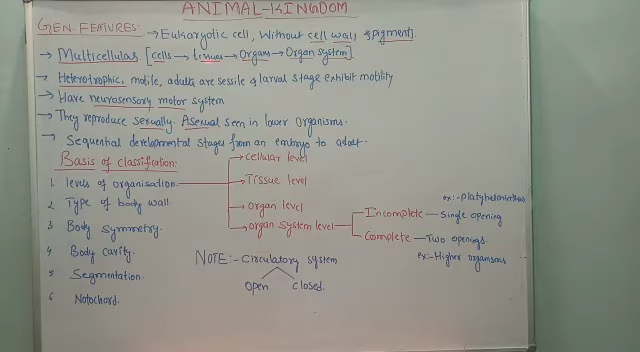 ANIMAL-KINGDOM
GEN. FEATURES:- → Eukaryotic cell, Without cell wall, & pigment.
→ Multicellular [cells → tissues → Organs → Organ system]
→ Heterotrophic, motile, adults are sessile & larval stage exhibit motility
→ Have neurosensory motor system
→ They reproduce sexually. Asexual seen in lower organisms.
→ Sequential developmental stages from an embryo to adult.
Basis of classification:
1 levels of organisation
→ cellular level
→ Tissue level
→ organ level
→ organ system level
Incomplete — Single opening
ex:- platyhelminthes
Complete — Two openings
ex:- Higher organisms
2 Type of body wall
3 Body symmetry.
4 Body cavity.
5 Segmentation.
6 Notochord.
NOTE:- Circulatory system
open closed.